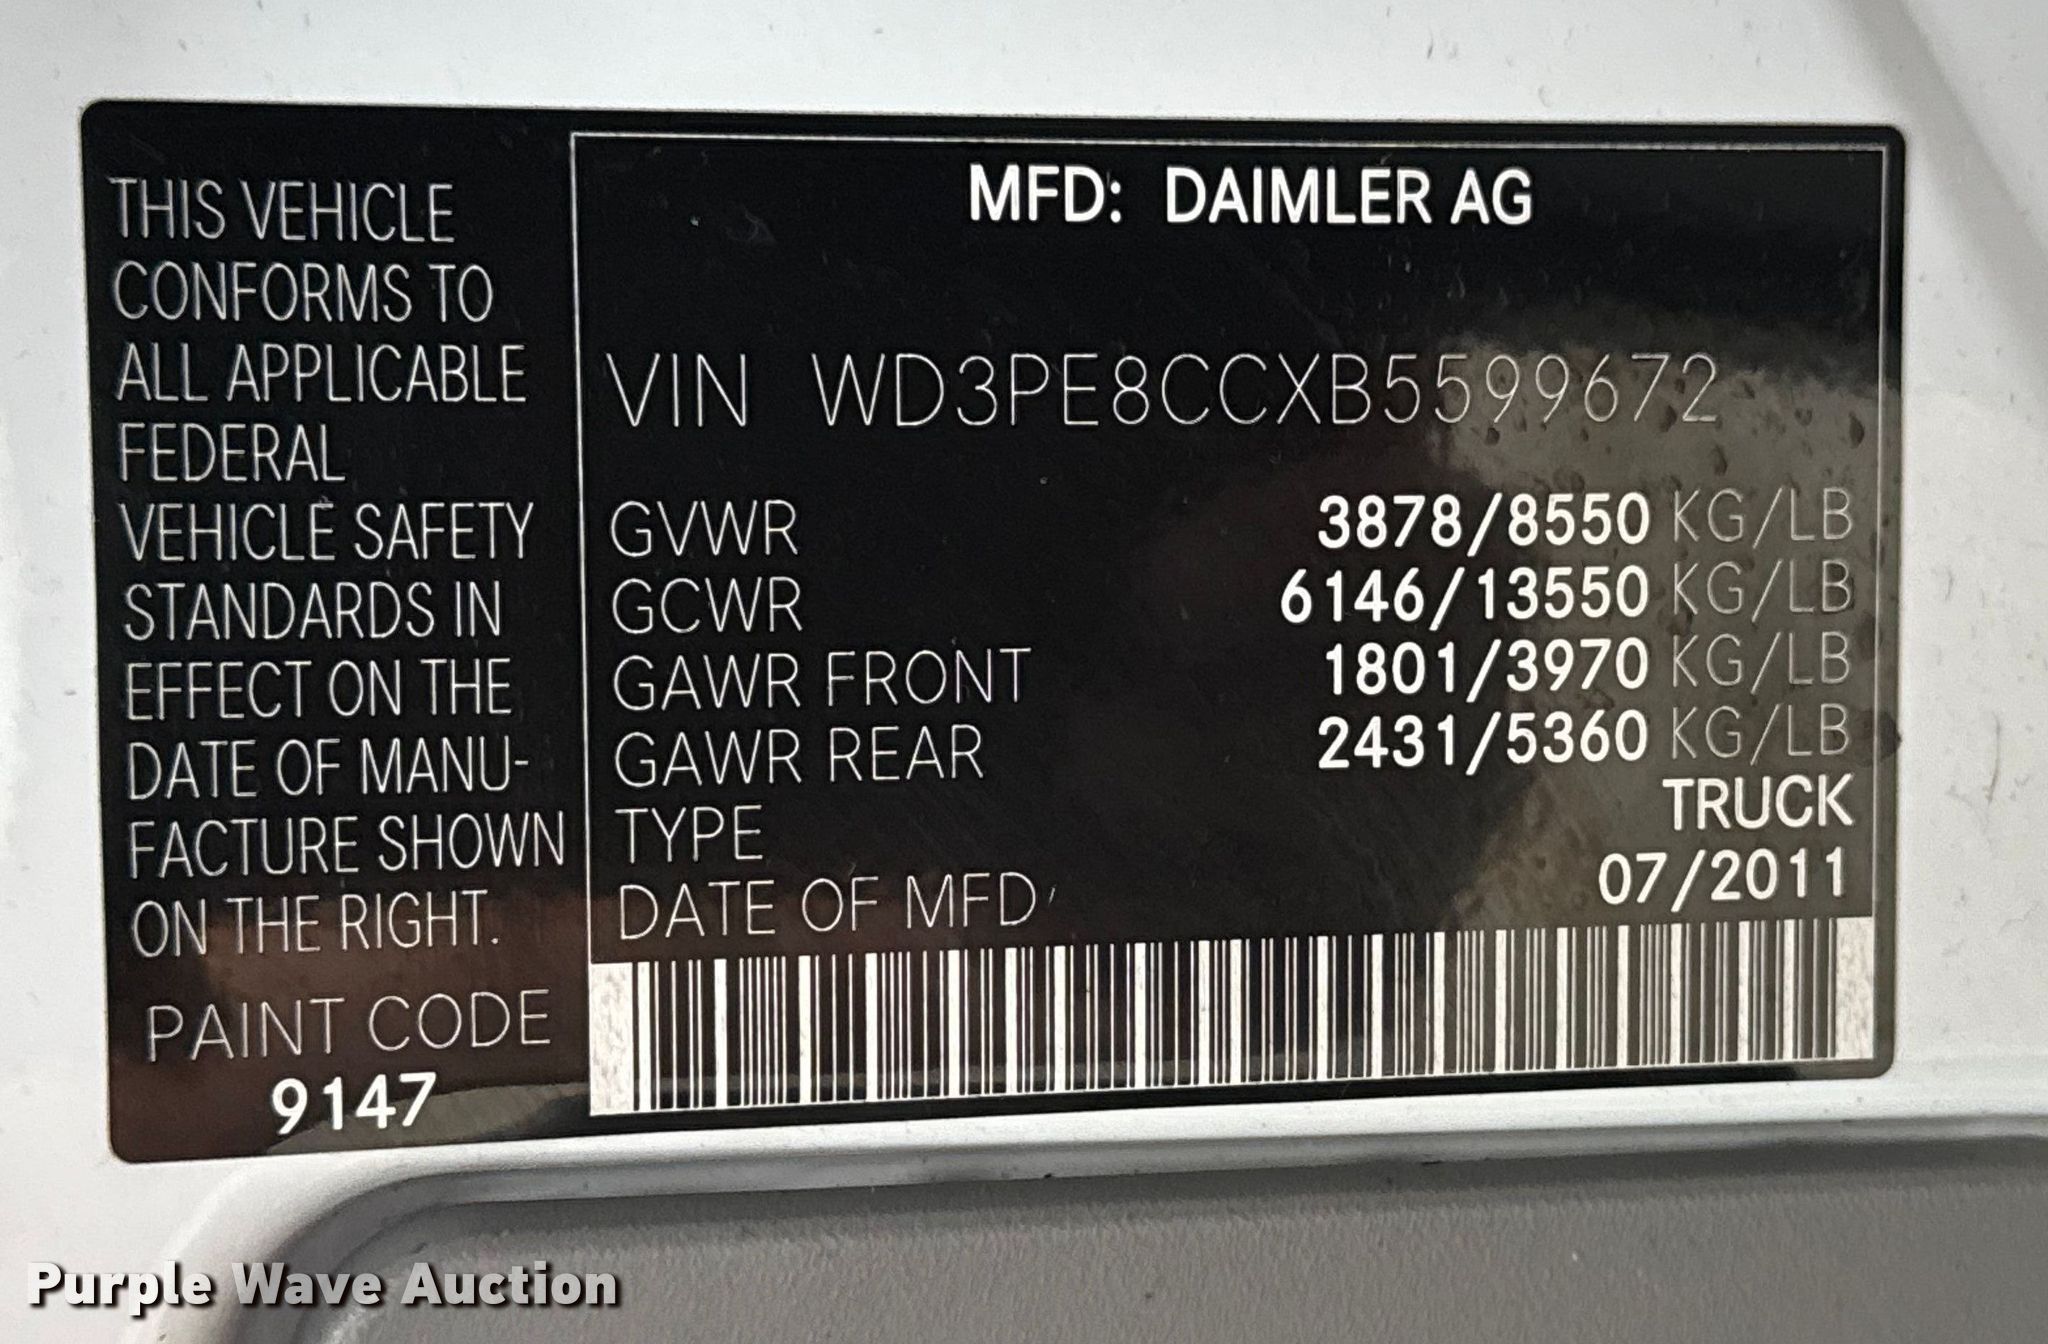 THIS VEHICLE
CONFORMS TO
ALL APPLICABLE
FEDERAL
VEHICLE SAFETY
STANDARDS IN
EFFECT ON THE
DATE OF MANU-
FACTURE SHOWN
ON THE RIGHT.
PAINT CODE
9147
MFD: DAIMLER AG
VIN WD3PE8CCXB5599672
GVWR 3878/8550 KG/LB
GCWR 6146/13550 KG/LB
GAWR FRONT 1801/3970 KG/LB
GAWR REAR 2431/5360 KG/LB
TYPE TRUCK
DATE OF MFD 07/2011
Purple Wave Auction